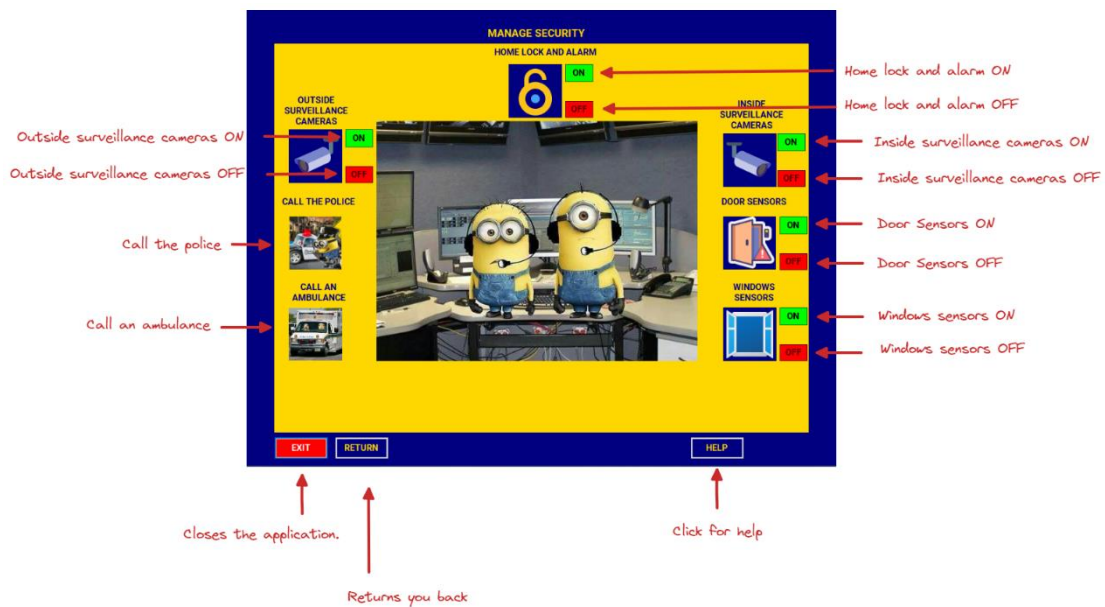 MANAGE SECURITY
HOME LOCK AND ALARM
ON
Home lock and alarm ON
OFF
Home lock and alarm OFF
OUTSIDE
SURVEILLANCE
CAMERAS
Outside surveillance cameras ON
ON
Outside surveillance cameras OFF
OFF
INSIDE
SURVEILLANCE
CAMERAS
ON
Inside surveillance cameras ON
OFF
Inside surveillance cameras OFF
CALL THE POLICE
Call the police
DOOR SENSORS
ON
Door Sensors ON
OFF
Door Sensors OFF
CALL AN
AMBULANCE
Call an ambulance
WINDOWS
SENSORS
ON
Windows sensors ON
OFF
Windows sensors OFF
EXIT
RETURN
HELP
Closes the application.
Click for help
Returns you back